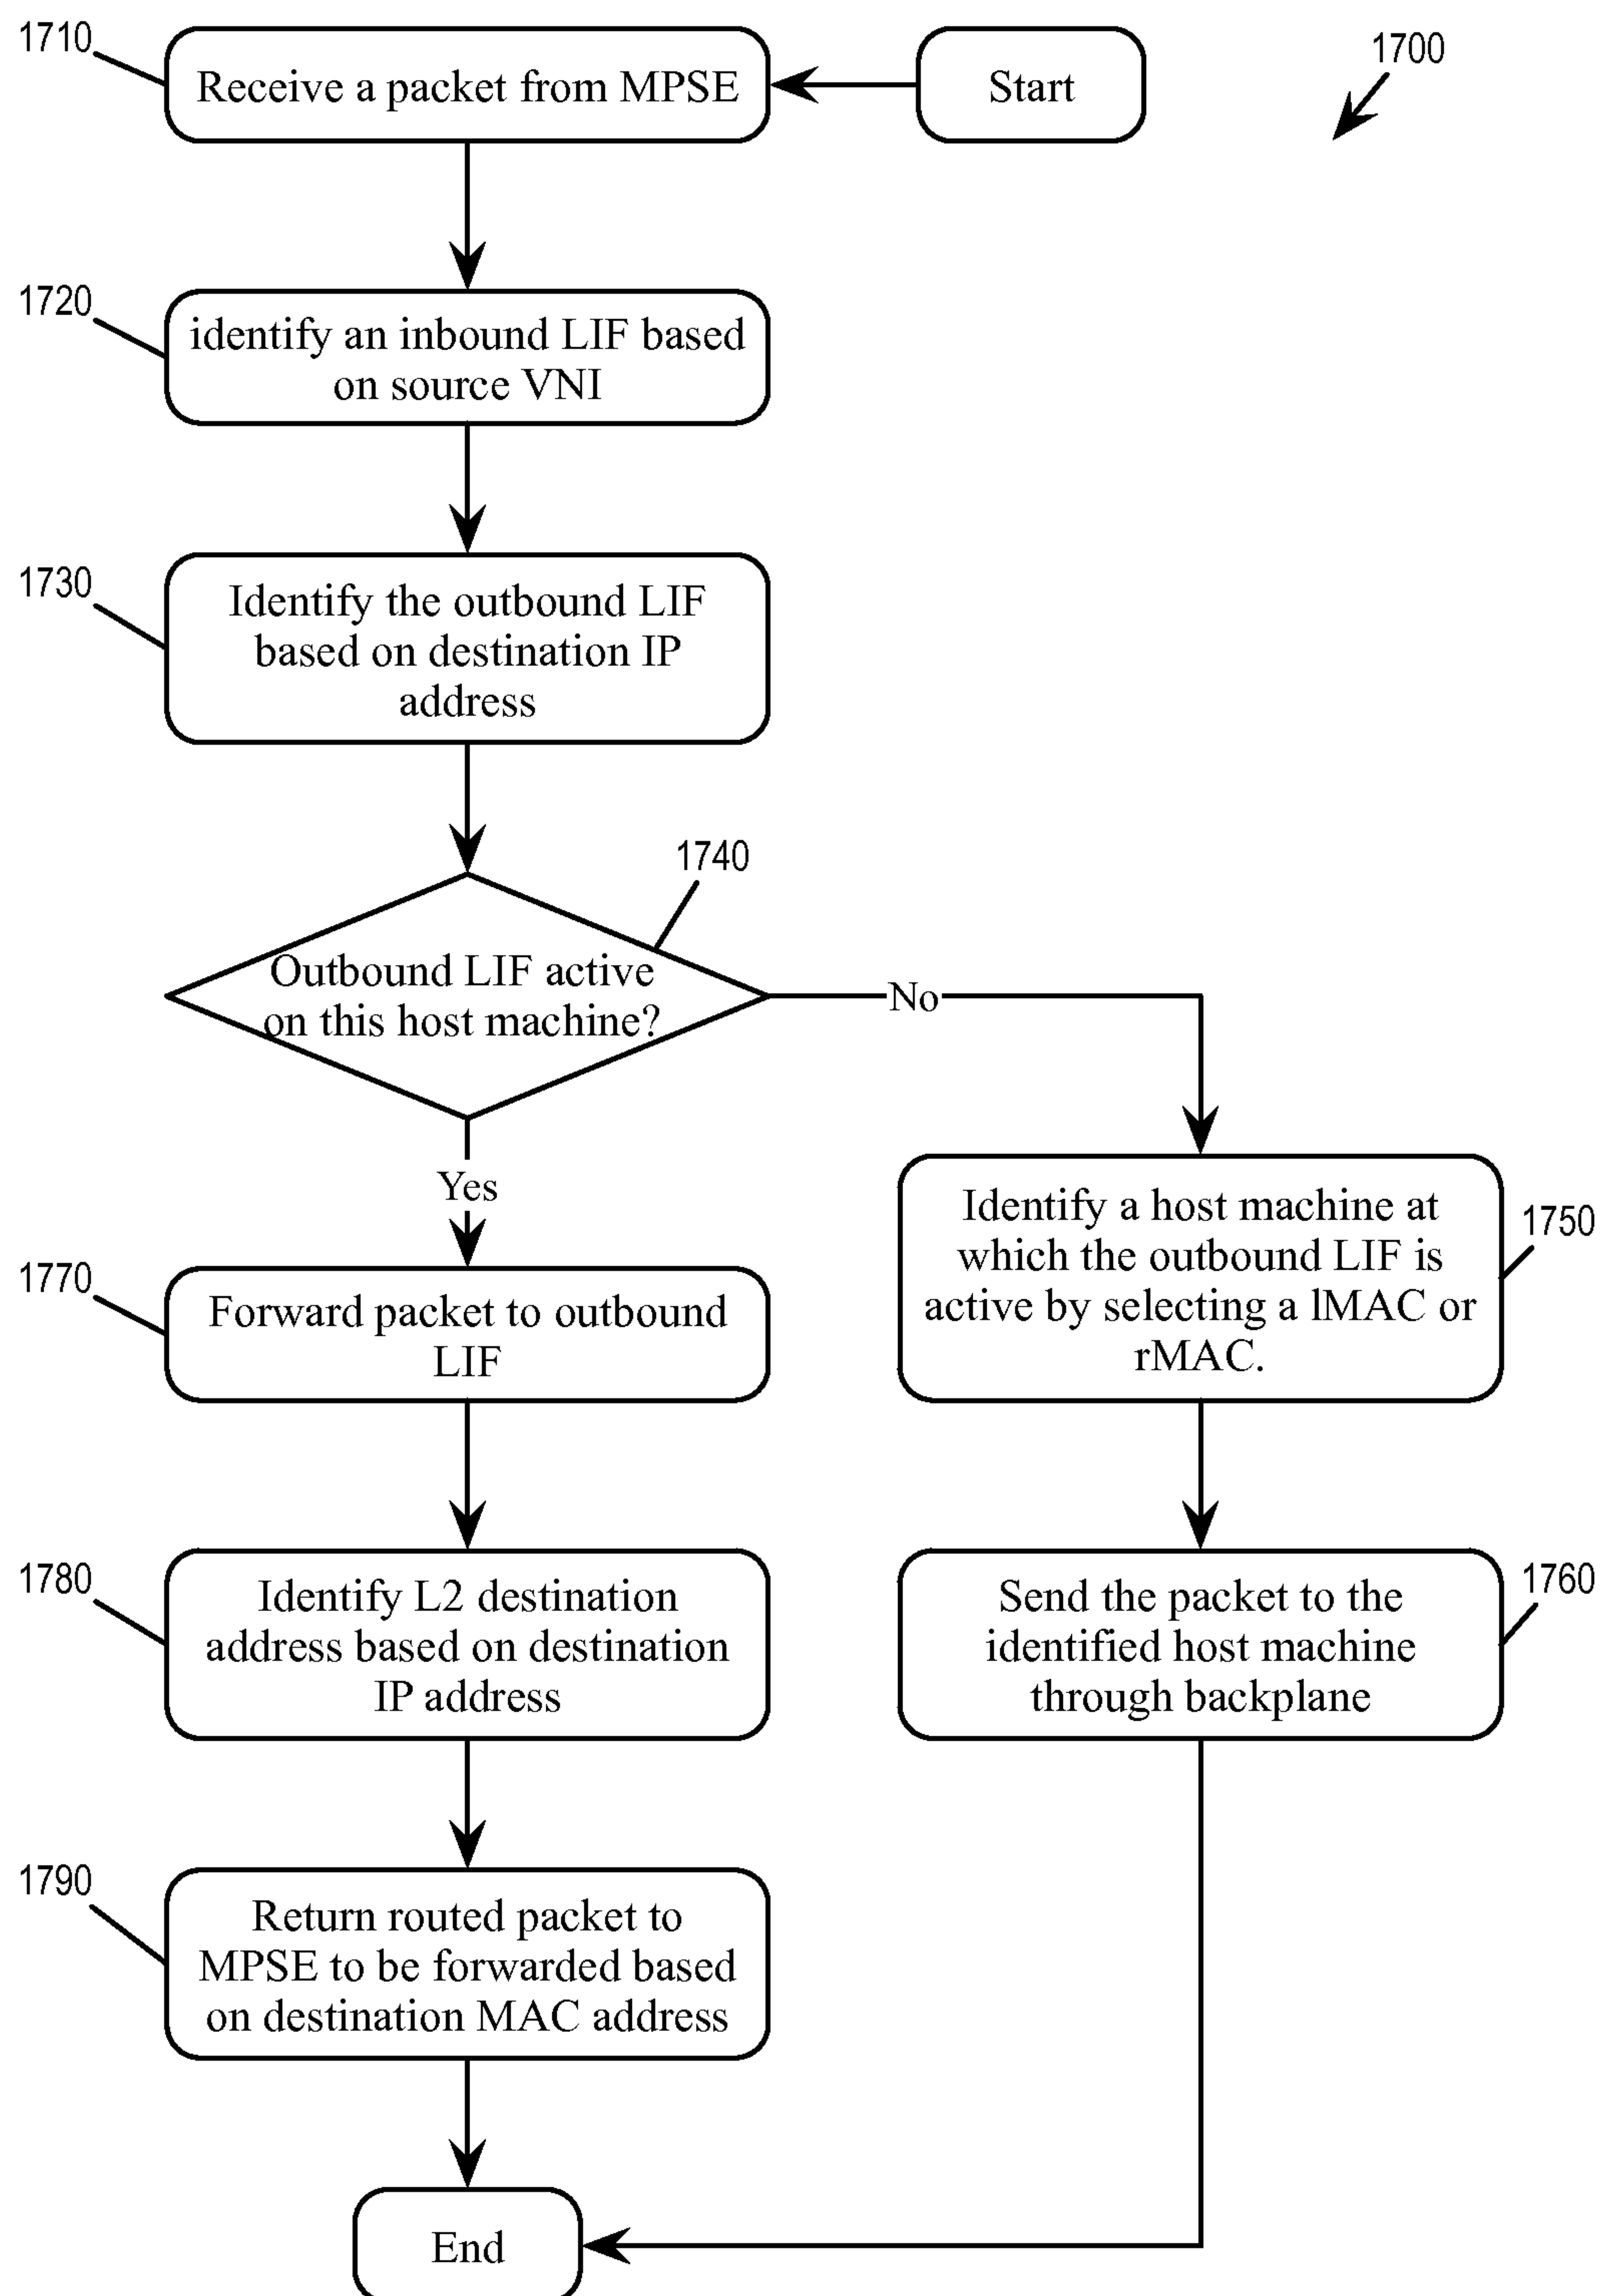 1710
Receive a packet from MPSE
Start
1700
1720
identify an inbound LIF based
on source VNI
1730
Identify the outbound LIF
based on destination IP
address
1740
Outbound LIF active
on this host machine?
No
Yes
1750
Identify a host machine at
which the outbound LIF is
active by selecting a lMAC or
rMAC.
1770
Forward packet to outbound
LIF
1780
Identify L2 destination
address based on destination
IP address
1760
Send the packet to the
identified host machine
through backplane
1790
Return routed packet to
MPSE to be forwarded based
on destination MAC address
End